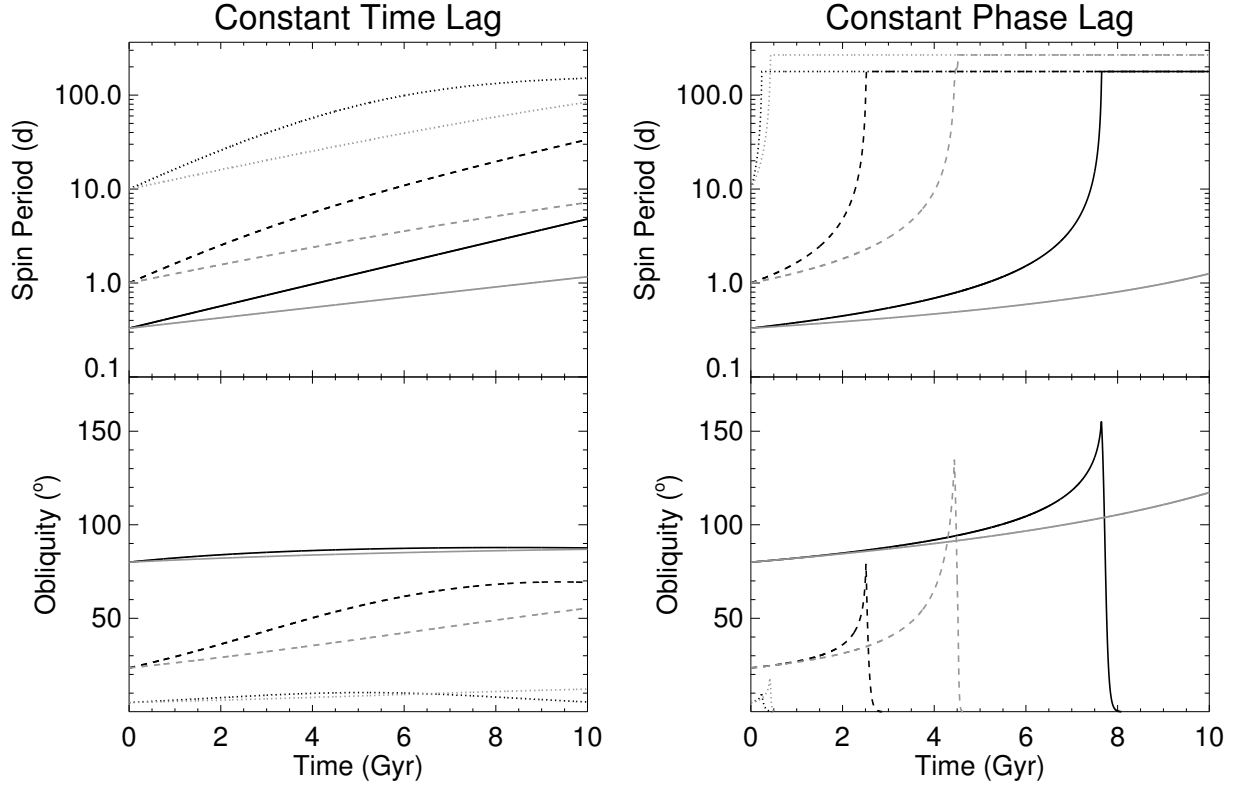 Constant Time Lag
Constant Phase Lag
Spin Period (d)
100.0
10.0
1.0
0.1
Spin Period (d)
100.0
10.0
1.0
0.1
Obliquity (º)
150
100
50
0 2 4 6 8 10
Time (Gyr)
Obliquity (º)
150
100
50
0 2 4 6 8 10
Time (Gyr)